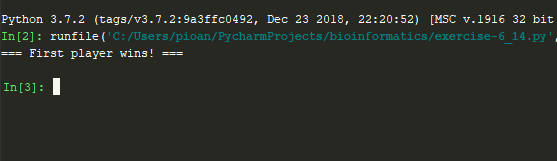 Python 3.7.2 (tags/v3.7.2:9a3ffc0492, Dec 23 2018, 22:20:52) [MSC v.1916 32 bit
In[2]: runfile('C:/Users/pioan/PycharmProjects/bioinformatics/exercise-6_14.py',
=== First player wins! ===
In[3]: